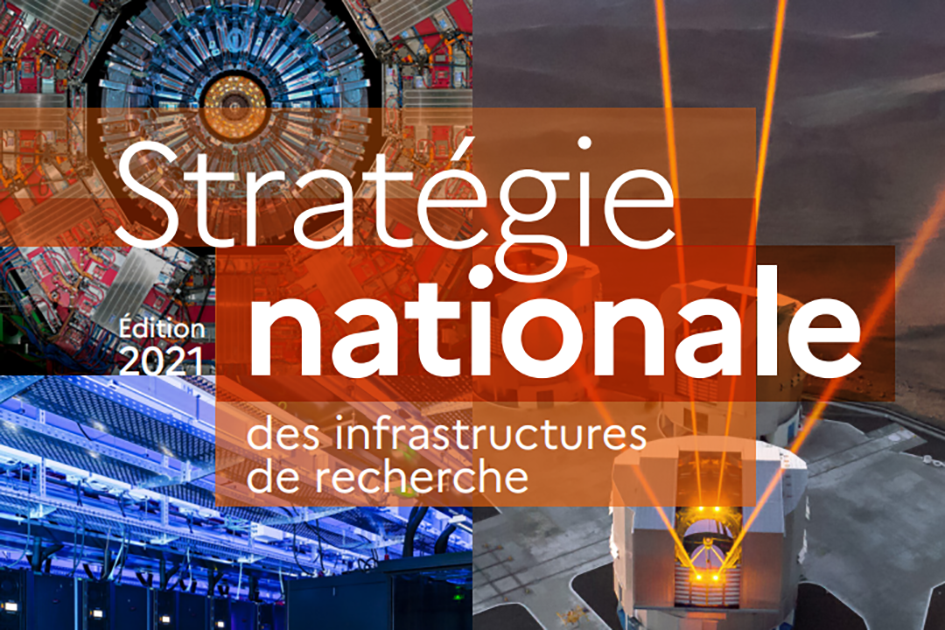 Stratégie
nationale
Édition
2021
des infrastructures
de recherche